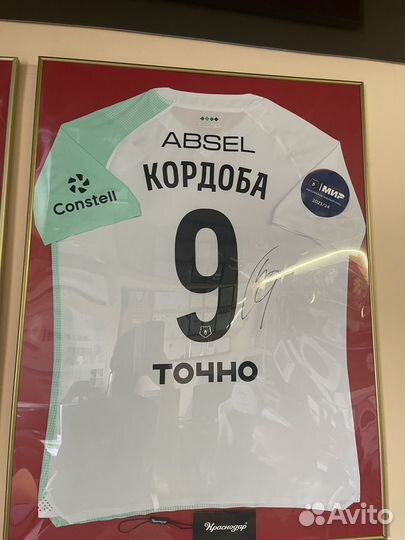 ABSEL
КОРДОБА
Constell
МИР
2023/24
9
ТОЧНО
Краснодар
Avito